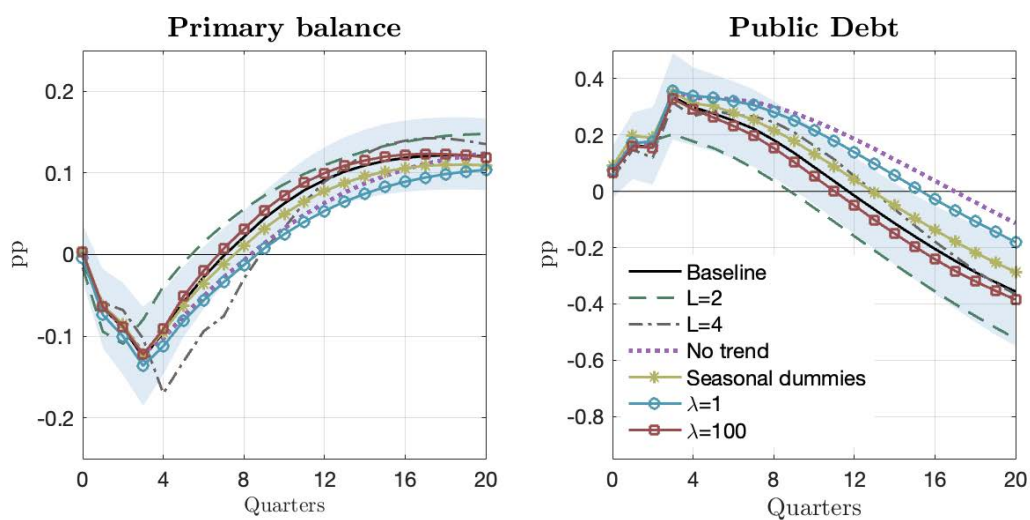 Primary balance
0.2
0.1
0
-0.1
-0.2
pp
0 4 8 12 16 20
Quarters
Public Debt
0.4
0.2
0
-0.2
-0.4
-0.6
-0.8
pp
Baseline
L=2
L=4
No trend
Seasonal dummies
λ=1
λ=100
0 4 8 12 16 20
Quarters